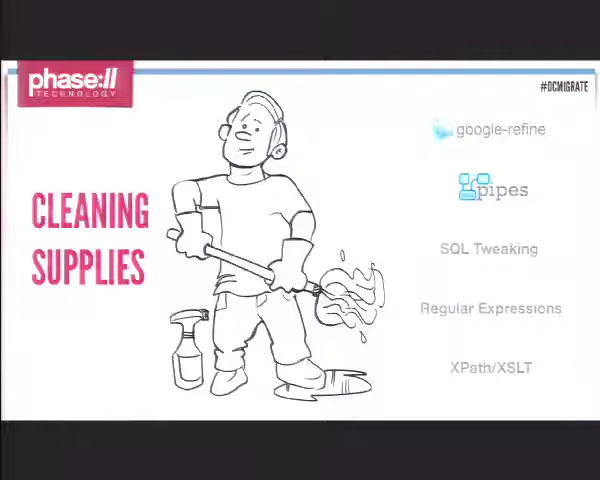 phase://
TECHNOLOGY
#DCMIGRATE
CLEANING
SUPPLIES
google-refine
pipes
SQL Tweaking
Regular Expressions
XPath/XSLT